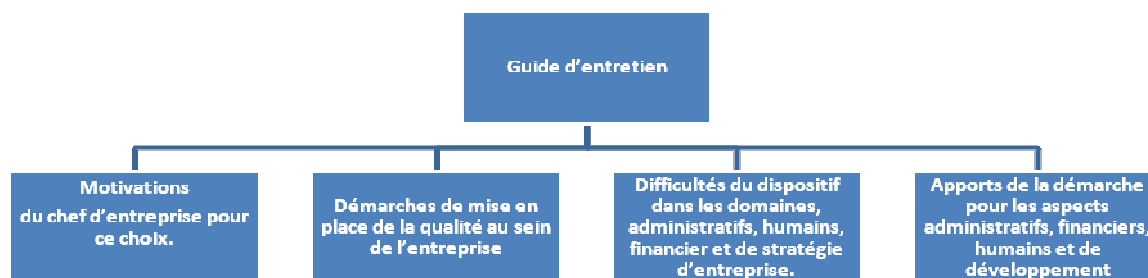 Guide d’entretien
Motivations
du chef d’entreprise pour
ce choix.
Démarches de mise en
place de la qualité au sein
de l’entreprise
Difficultés du dispositif
dans les domaines,
administratifs, humains,
financier et de stratégie
d’entreprise.
Apports de la démarche
pour les aspects
administratifs, financiers,
humains et de
développement